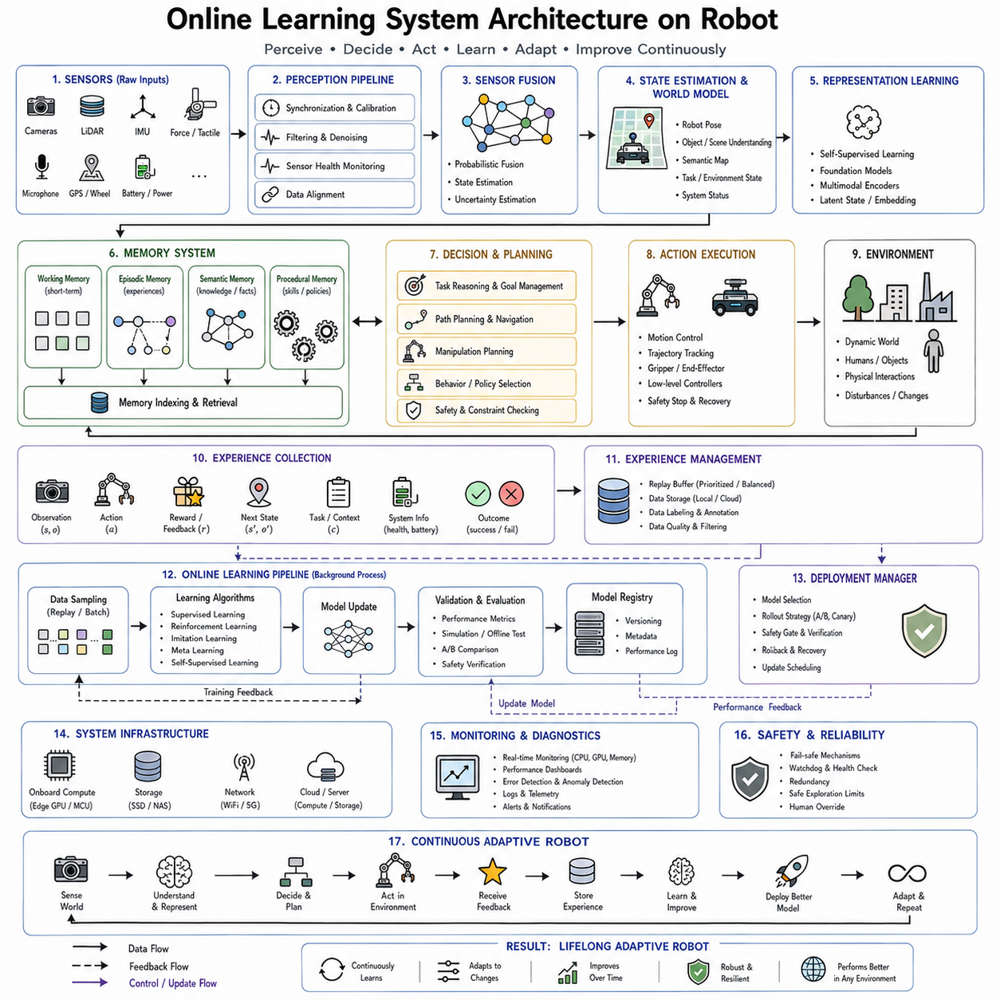 Online Learning System Architecture on Robot
Perceive • Decide • Act • Learn • Adapt • Improve Continuously
1. SENSORS (Raw Inputs)
Cameras
LiDAR
IMU
Force / Tactile
Microphone
GPS / Wheel
Battery / Power
...
2. PERCEPTION PIPELINE
Synchronization & Calibration
Filtering & Denoising
Sensor Health Monitoring
Data Alignment
3. SENSOR FUSION
• Probabilistic Fusion
• State Estimation
• Uncertainty Estimation
4. STATE ESTIMATION &
WORLD MODEL
• Robot Pose
• Object / Scene Understanding
• Semantic Map
• Task / Environment State
• System Status
5. REPRESENTATION LEARNING
• Self-Supervised Learning
• Foundation Models
• Multimodal Encoders
• Latent State / Embedding
6. MEMORY SYSTEM
Working Memory
(short-term)
Episodic Memory
(experiences)
Semantic Memory
(knowledge / facts)
Procedural Memory
(skills / policies)
Memory Indexing & Retrieval
7. DECISION & PLANNING
Task Reasoning & Goal Management
Path Planning & Navigation
Manipulation Planning
Behavior / Policy Selection
Safety & Constraint Checking
8. ACTION EXECUTION
• Motion Control
• Trajectory Tracking
• Gripper / End-Effector
• Low-level Controllers
• Safety Stop & Recovery
9. ENVIRONMENT
• Dynamic World
• Humans / Objects
• Physical Interactions
• Disturbances / Changes
10. EXPERIENCE COLLECTION
Observation
(s, o)
Action
(a)
Reward /
Feedback (r)
Next State
(s', o')
Task / Context
(c)
System Info
(health, battery)
Outcome
(success / fail)
11. EXPERIENCE MANAGEMENT
• Replay Buffer (Prioritized / Balanced)
• Data Storage (Local / Cloud)
• Data Labeling & Annotation
• Data Quality & Filtering
12. ONLINE LEARNING PIPELINE (Background Process)
Data Sampling
(Replay / Batch)
Learning Algorithms
• Supervised Learning
• Reinforcement Learning
• Imitation Learning
• Meta Learning
• Self-Supervised Learning
Model Update
Validation & Evaluation
• Performance Metrics
• Simulation / Offline Test
• A/B Comparison
• Safety Verification
Model Registry
• Versioning
• Metadata
• Performance Log
Training Feedback
Update Model
Performance Feedback
13. DEPLOYMENT MANAGER
• Model Selection
• Rollout Strategy (A/B, Canary)
• Safety Gate & Verification
• Rollback & Recovery
• Update Scheduling
14. SYSTEM INFRASTRUCTURE
Onboard Compute
(Edge GPU / MCU)
Storage
(SSD / NAS)
Network
(WiFi / 5G)
Cloud / Server
(Compute / Storage)
15. MONITORING & DIAGNOSTICS
• Real-time Monitoring (CPU, GPU, Memory)
• Performance Dashboards
• Error Detection & Anomaly Detection
• Logs & Telemetry
• Alerts & Notifications
16. SAFETY & RELIABILITY
• Fail-safe Mechanisms
• Watchdog & Health Check
• Redundancy
• Safe Exploration Limits
• Human Override
17. CONTINUOUS ADAPTIVE ROBOT
Sense
World
Understand
& Represent
Decide &
Plan
Act in
Environment
Receive
Feedback
Store
Experience
Learn &
Improve
Deploy Better
Model
Adapt &
Repeat
Data Flow
Feedback Flow
Control / Update Flow
RESULT: LIFELONG ADAPTIVE ROBOT
Continuously
Learns
Adapts to
Changes
Improves
Over Time
Robust &
Resilient
Performs Better
in Any Environment